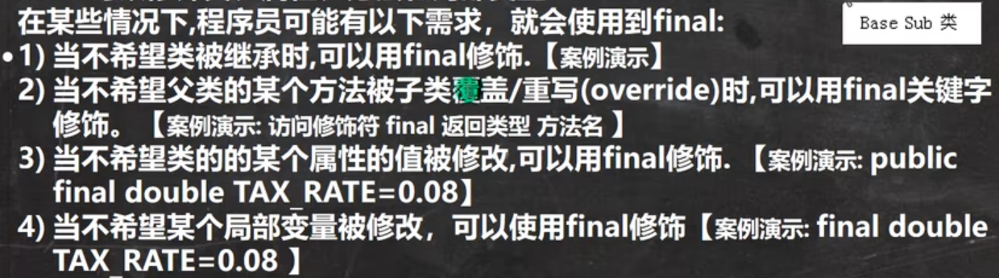 在某些情况下,程序员可能有以下需求，就会使用到final:
Base Sub 类
•1) 当不希望类被继承时,可以用final修饰.【案例演示】
2) 当不希望父类的某个方法被子类覆盖/重写(override)时,可以用final关键字
修饰。【案例演示: 访问修饰符 final 返回类型 方法名 】
3) 当不希望类的的某个属性的值被修改,可以用final修饰. 【案例演示: public
final double TAX_RATE=0.08】
4) 当不希望某个局部变量被修改，可以使用final修饰【案例演示: final double
TAX_RATE=0.08 】